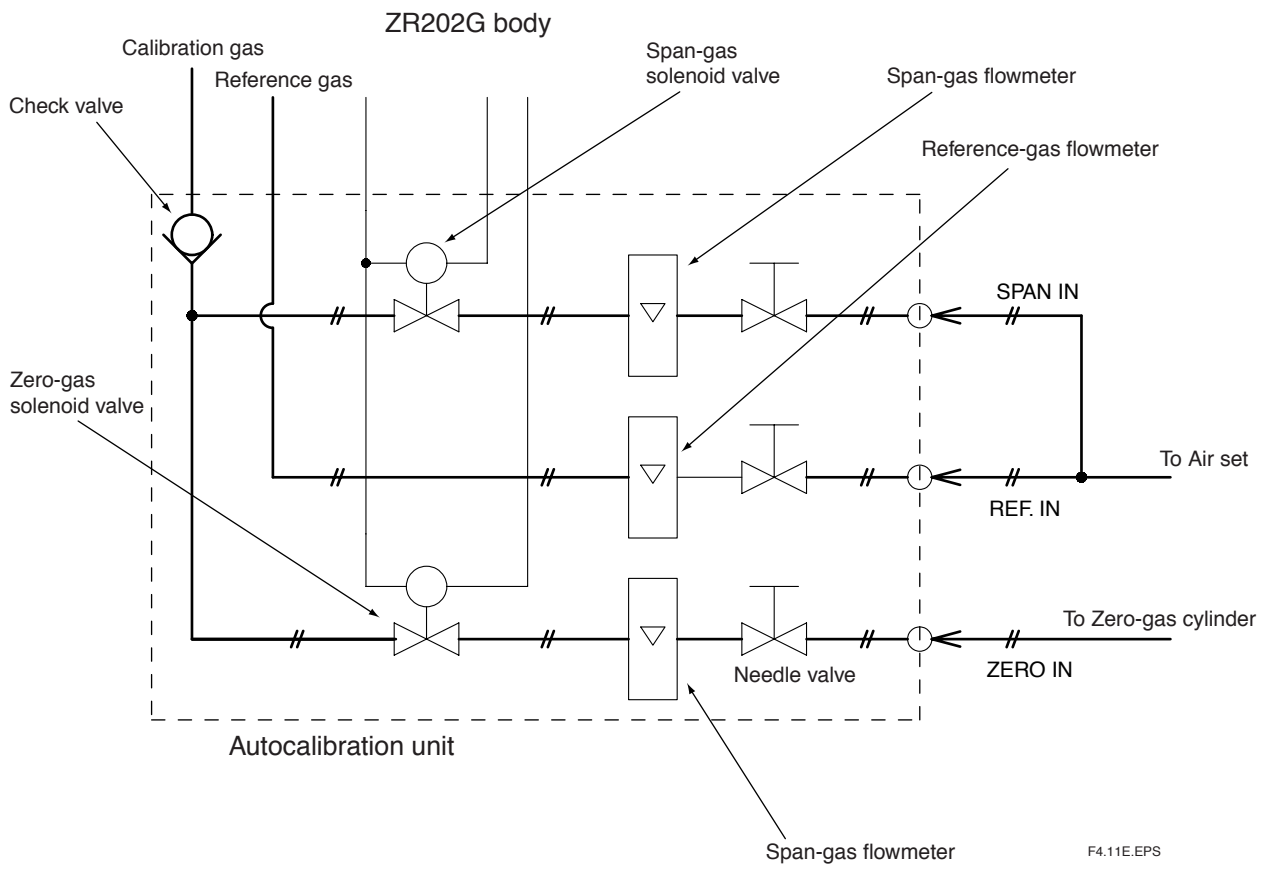 ZR202G body
Calibration gas
Reference gas
Check valve
Span-gas
solenoid valve
Span-gas flowmeter
Reference-gas flowmeter
SPAN IN
Zero-gas
solenoid valve
To Air set
REF. IN
To Zero-gas cylinder
ZERO IN
Needle valve
Autocalibration unit
Span-gas flowmeter
F4.11E.EPS